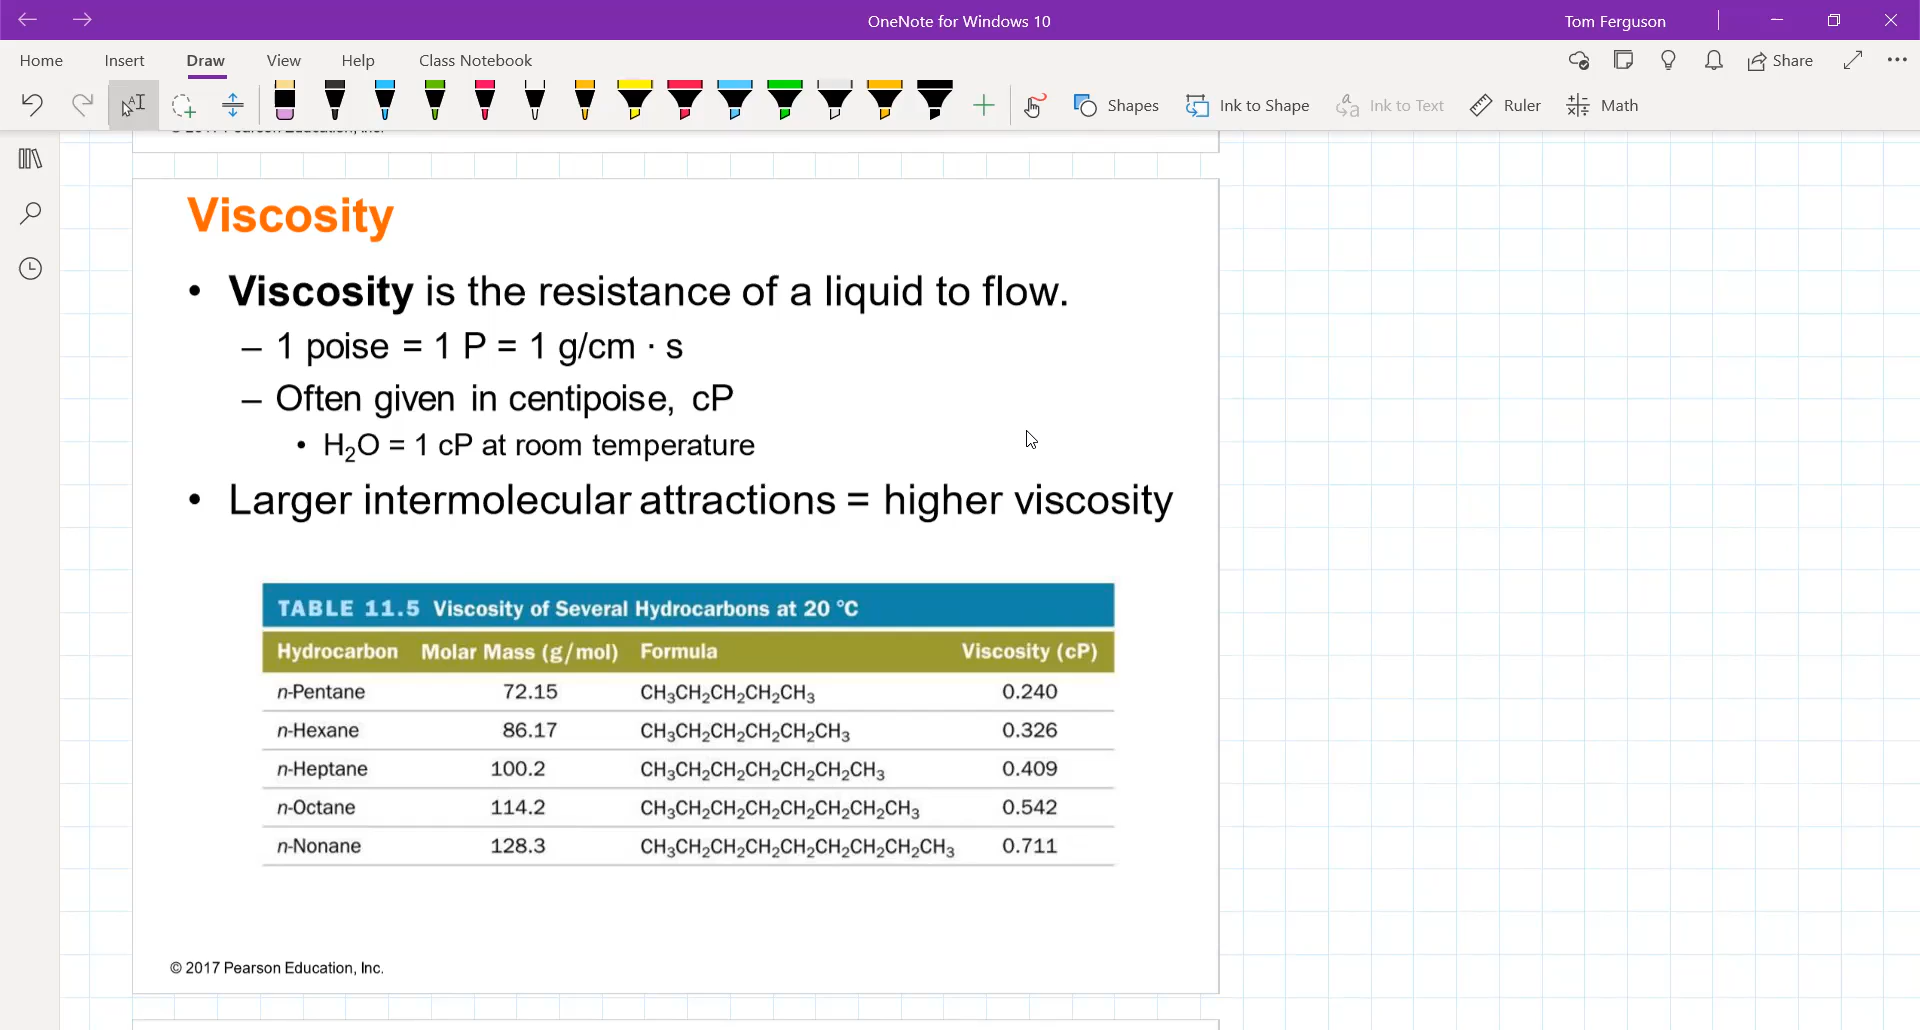 OneNote for Windows 10
Tom Ferguson
Home Insert Draw View Help Class Notebook
Share
Shapes Ink to Shape Ink to Text Ruler Math
Viscosity
• Viscosity is the resistance of a liquid to flow.
– 1 poise = 1 P = 1 g/cm · s
– Often given in centipoise, cP
• H₂O = 1 cP at room temperature
• Larger intermolecular attractions = higher viscosity
TABLE 11.5 Viscosity of Several Hydrocarbons at 20 °C
Hydrocarbon Molar Mass (g/mol) Formula Viscosity (cP)
n-Pentane 72.15 CH₃CH₂CH₂CH₂CH₃ 0.240
n-Hexane 86.17 CH₃CH₂CH₂CH₂CH₂CH₃ 0.326
n-Heptane 100.2 CH₃CH₂CH₂CH₂CH₂CH₂CH₃ 0.409
n-Octane 114.2 CH₃CH₂CH₂CH₂CH₂CH₂CH₂CH₃ 0.542
n-Nonane 128.3 CH₃CH₂CH₂CH₂CH₂CH₂CH₂CH₂CH₃ 0.711
© 2017 Pearson Education, Inc.